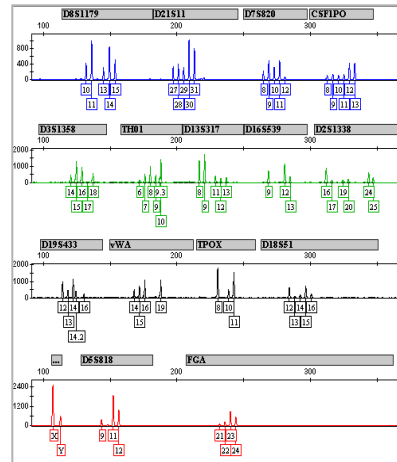 D8S1179 D21S11 D7S820 CSF1PO
100 200 300
800
400
0
10 13 15 27 29 31 8 10 12 8 10 12
11 14 28 30 9 11 9 11 13
D3S1358 TH01 D13S317 D16S539 D2S1338
100 200 300
2000
1000
0
14 16 18 6 8 9.3 8 11 13 8 12 16 19 24
15 17 7 9 9 12 13 17 20 25
10
D19S433 vWA TPOX D18S51
100 200 300
2000
1000
0
12 14 16 14 16 19 8 10 12 14 16
13 15 11 13 15
14.2
... D5S818 FGA
100 200 300
2400
1200
0
X 9 11 21 23
Y 12 22 24